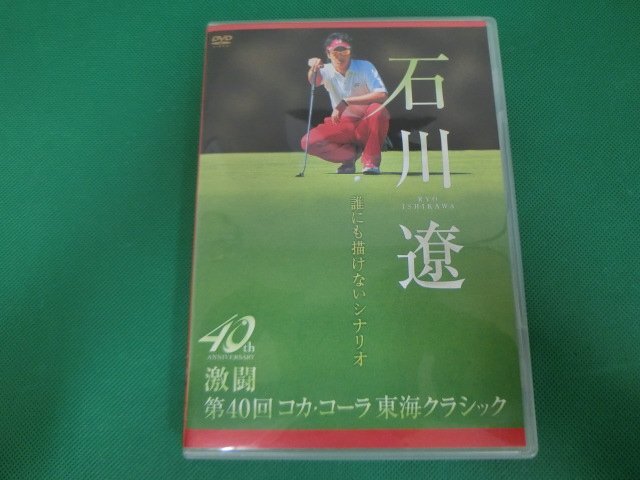 DVD
石川遼
RYO
ISHIKAWA
誰にも描けないシナリオ
40th
ANNIVERSARY
激闘
第40回 コカ・コーラ 東海クラシック